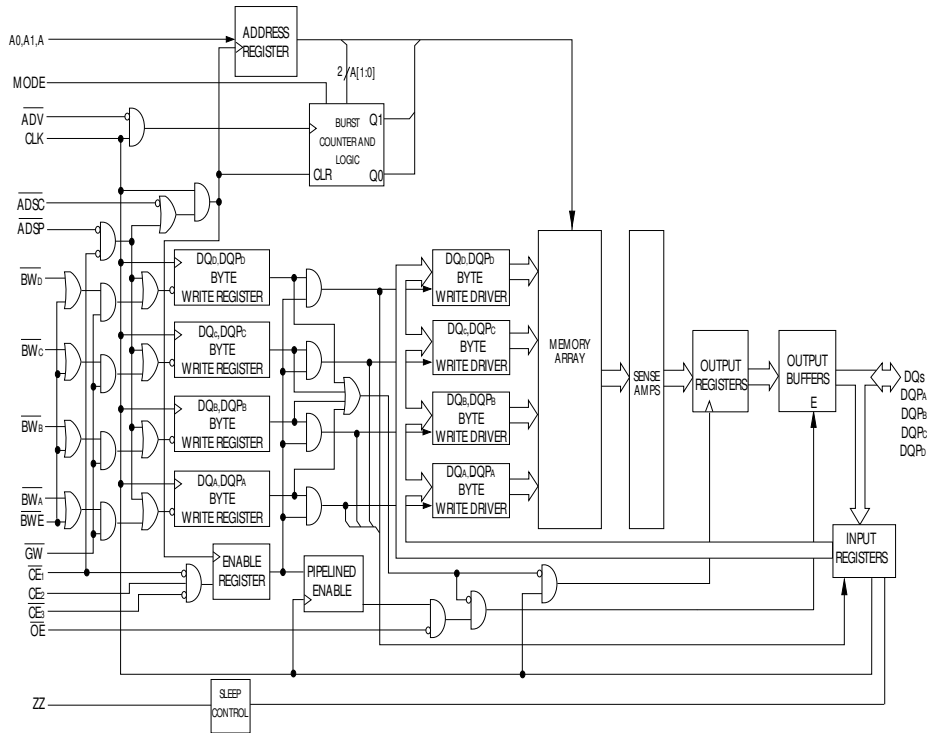 A0,A1,A
ADDRESS
REGISTER
2
A[1:0]
MODE
ADV
CLK
BURST
COUNTER AND
LOGIC
Q1
CLR
Q0
ADSC
ADSP
BWD
DQD,DQPD
BYTE
WRITE REGISTER
DQD,DQPD
BYTE
WRITE DRIVER
BWC
DQC,DQPC
BYTE
WRITE REGISTER
DQC,DQPC
BYTE
WRITE DRIVER
MEMORY
ARRAY
SENSE
AMPS
OUTPUT
REGISTERS
OUTPUT
BUFFERS
E
DQs
DQPA
DQPB
DQPC
DQPD
BWB
DQB,DQPB
BYTE
WRITE REGISTER
DQB,DQPB
BYTE
WRITE DRIVER
BWA
BWE
DQA,DQPA
BYTE
WRITE REGISTER
DQA,DQPA
BYTE
WRITE DRIVER
GW
CE1
CE2
CE3
OE
ENABLE
REGISTER
PIPELINED
ENABLE
INPUT
REGISTERS
ZZ
SLEEP
CONTROL